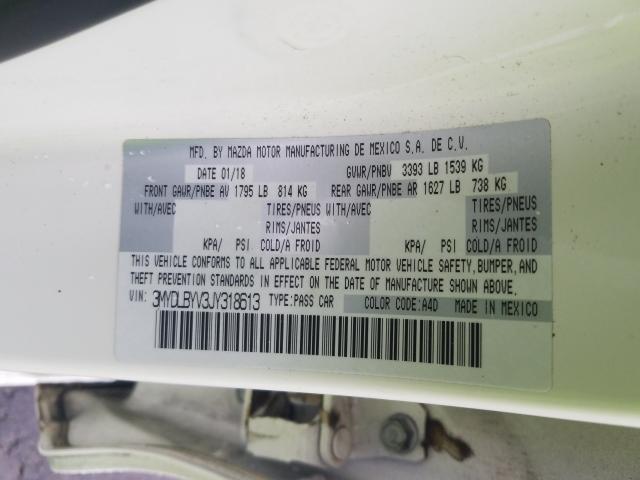 MFD. BY MAZDA MOTOR MANUFACTURING DE MEXICO S.A. DE C.V.
DATE 01/18 GVWR/PNBV 3393 LB 1539 KG
FRONT GAWR/PNBE AV 1795 LB 814 KG REAR GAWR/PNBE AR 1627 LB 738 KG
WITH/AVEC TIRES/PNEUS WITH/AVEC TIRES/PNEUS
RIMS/JANTES RIMS/JANTES
KPA/ PSI COLD/A FROID KPA/ PSI COLD/A FROID
THIS VEHICLE CONFORMS TO ALL APPLICABLE FEDERAL MOTOR VEHICLE SAFETY, BUMPER, AND
THEFT PREVENTION STANDARDS IN EFFECT ON THE DATE OF MANUFACTURE SHOWN ABOVE.
VIN: 3MYDLBYV3JY318613 TYPE:PASS CAR COLOR CODE:A4D MADE IN MEXICO